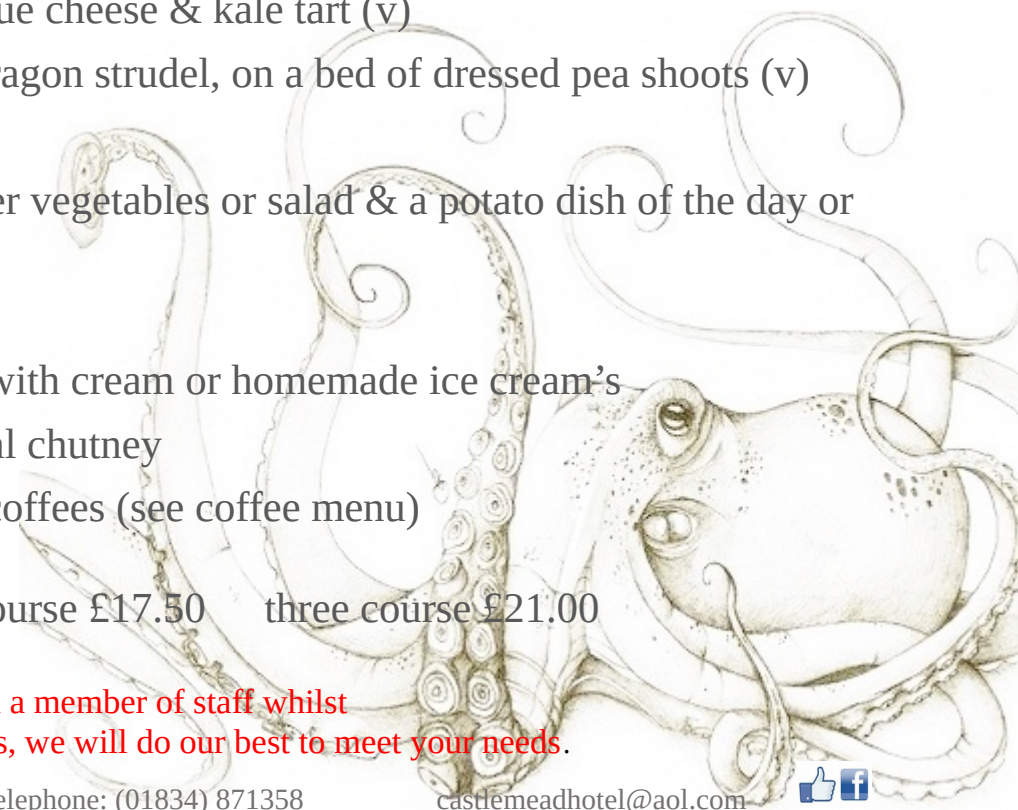 ue cheese & kale tart (v)
ragon strudel, on a bed of dressed pea shoots (v)
er vegetables or salad & a potato dish of the day or
with cream or homemade ice cream’s
al chutney
coffees (see coffee menu)
ourse £17.50 three course £21.00
a member of staff whilst
s, we will do our best to meet your needs.
elephone: (01834) 871358 castlemeadhotel@aol.com